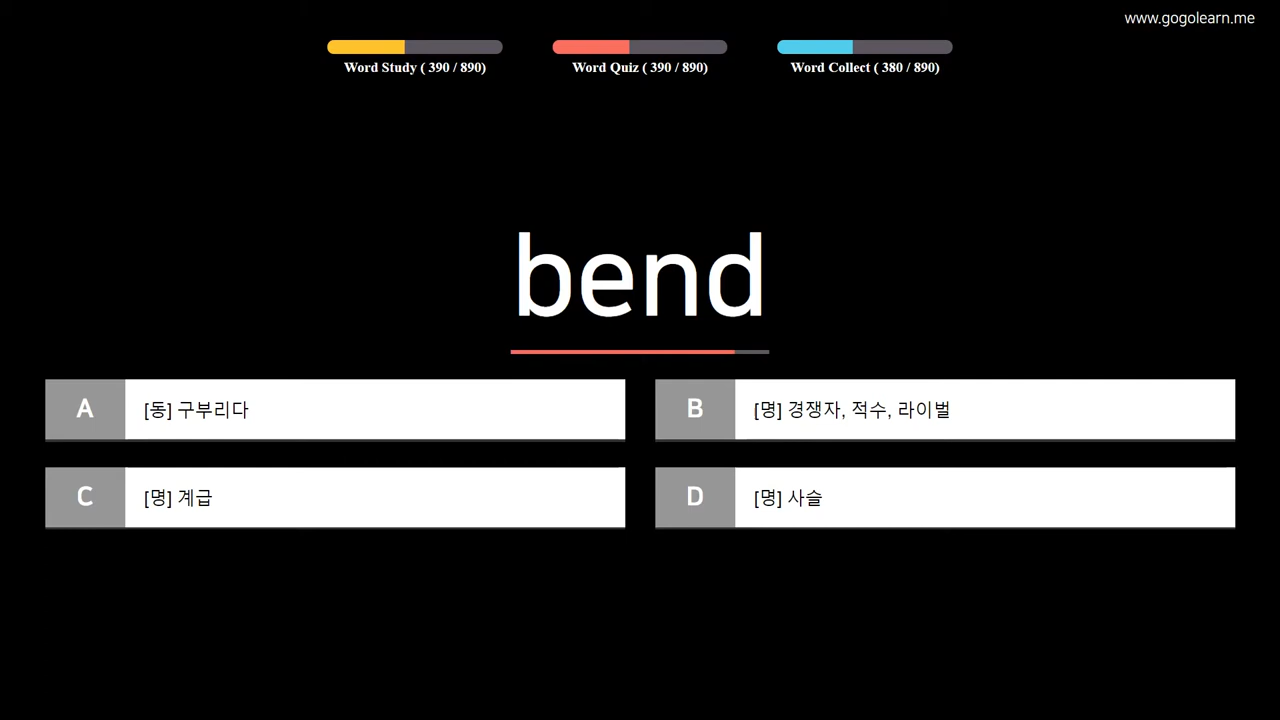 www.gogolearn.me
Word Study ( 390 / 890)
Word Quiz ( 390 / 890)
Word Collect ( 380 / 890)
bend
A [동] 구부리다
B [명] 경쟁자, 적수, 라이벌
C [명] 계급
D [명] 사슬